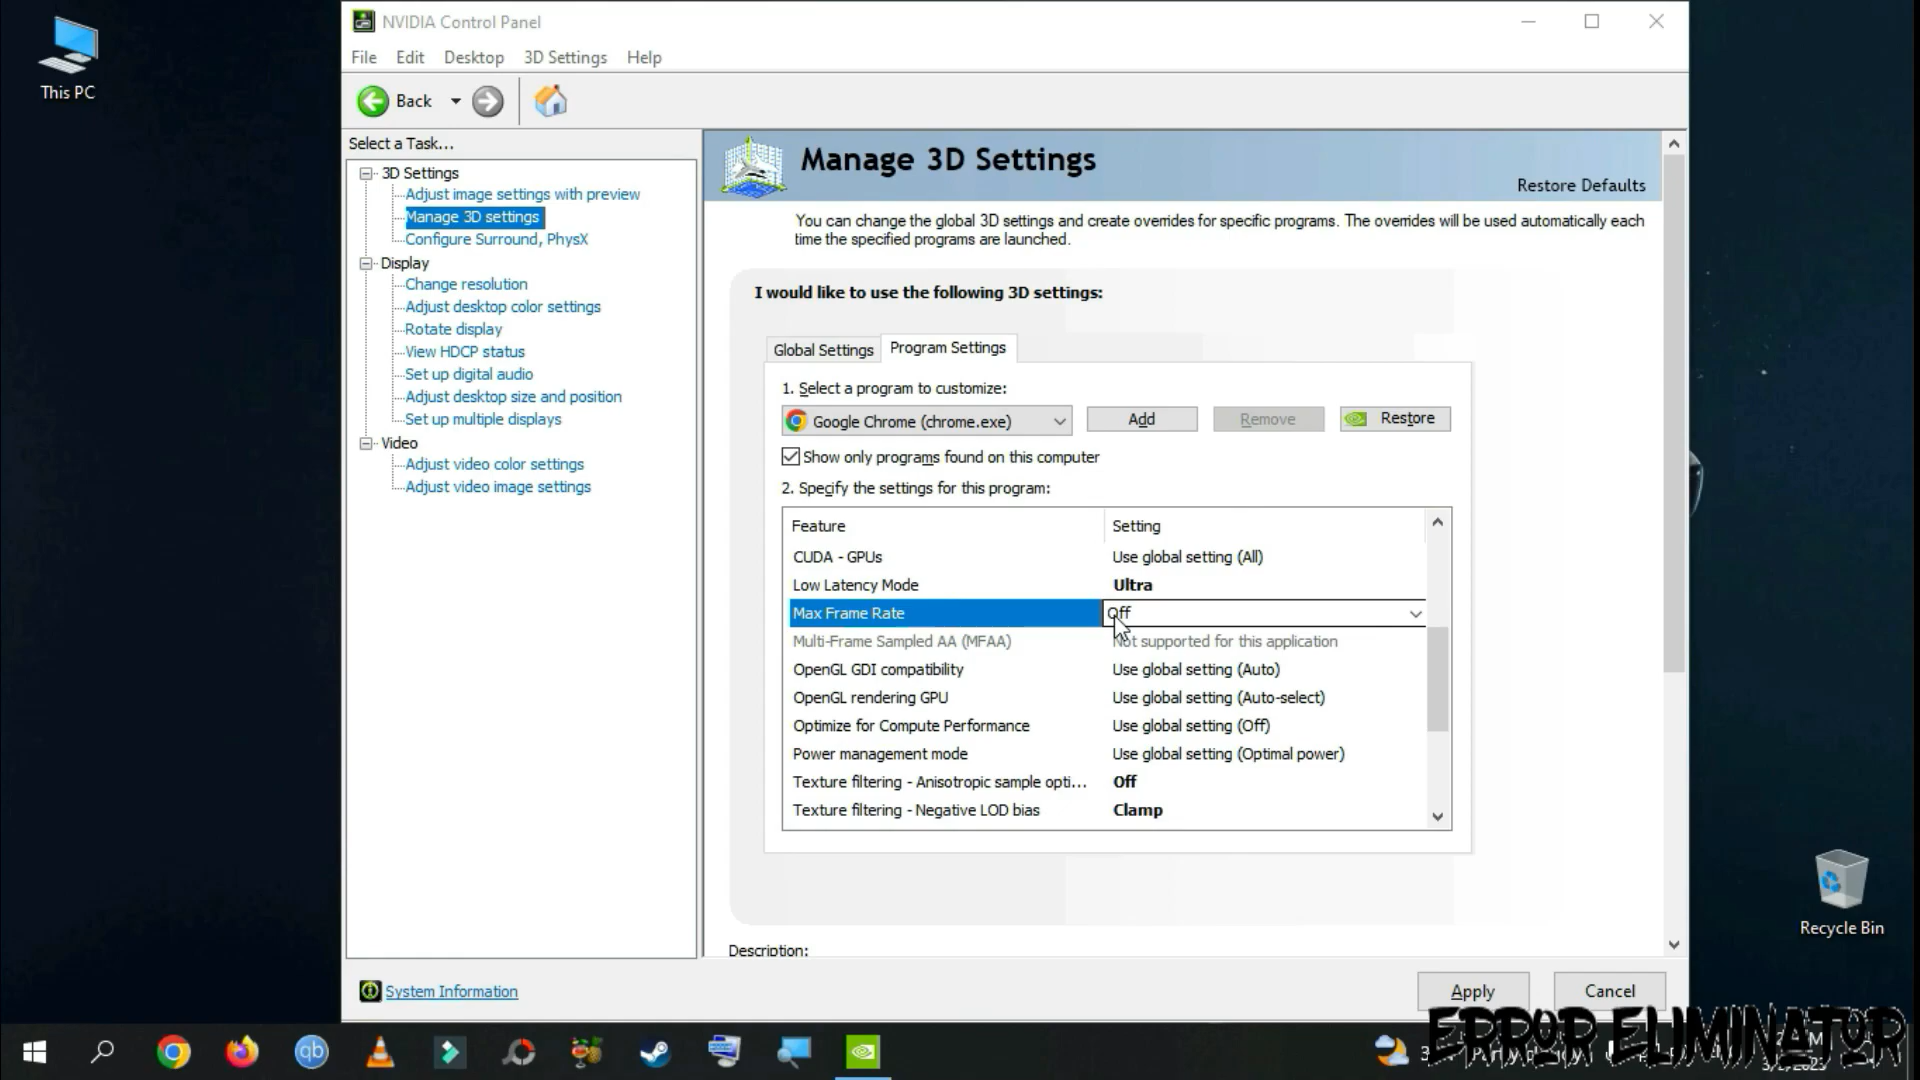 NVIDIA Control Panel
This PC
File Edit Desktop 3D Settings Help
Back
Select a Task...
3D Settings
Adjust image settings with preview
Manage 3D settings
Configure Surround, PhysX
Display
Change resolution
Adjust desktop color settings
Rotate display
View HDCP status
Set up digital audio
Adjust desktop size and position
Set up multiple displays
Video
Adjust video color settings
Adjust video image settings
Manage 3D Settings
Restore Defaults
You can change the global 3D settings and create overrides for specific programs. The overrides will be used automatically each
time the specified programs are launched.
I would like to use the following 3D settings:
Global Settings Program Settings
1. Select a program to customize:
Google Chrome (chrome.exe) Add Remove Restore
Show only programs found on this computer
2. Specify the settings for this program:
Feature Setting
CUDA - GPUs Use global setting (All)
Low Latency Mode Ultra
Max Frame Rate Off
Multi-Frame Sampled AA (MFAA) Not supported for this application
OpenGL GDI compatibility Use global setting (Auto)
OpenGL rendering GPU Use global setting (Auto-select)
Optimize for Compute Performance Use global setting (Off)
Power management mode Use global setting (Optimal power)
Texture filtering - Anisotropic sample opti... Off
Texture filtering - Negative LOD bias Clamp
Description:
Recycle Bin
System Information
Apply Cancel
qb
ERROR ELIMINATOR